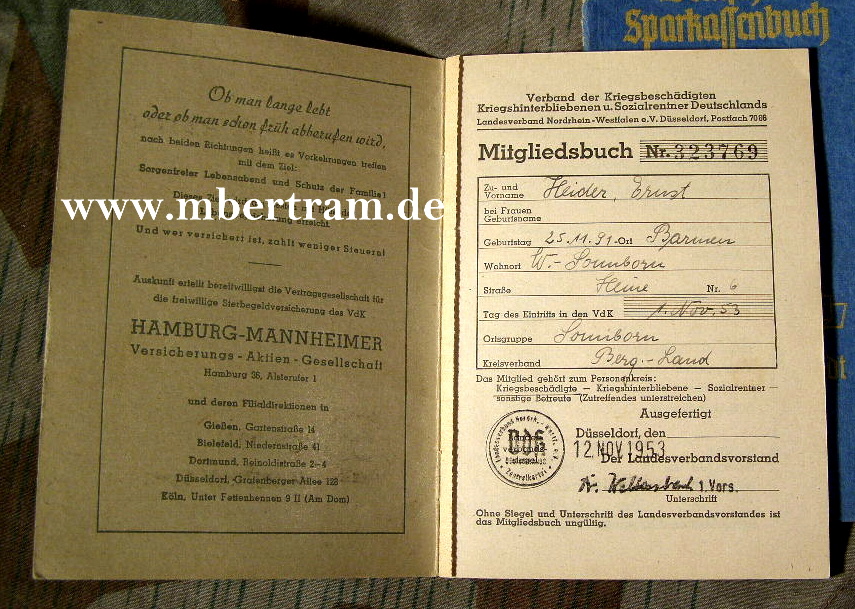 Sparkassenbuch
Ob man lange lebt
oder ob man schon früh abberufen wird,
nach beiden Richtungen heißt es Vorkehrungen treffen
mit dem Ziel:
Sorgenfreier Lebensabend und Schutz der Familie!
Dieses
erreicht.
Und wer versichert ist, zahlt weniger Steuern!
www.mbertram.de
Auskunft erteilt bereitwilligst die Vertragsgesellschaft für
die freiwillige Sterbegeldversicherung des VdK
HAMBURG-MANNHEIMER
Versicherungs-Aktien-Gesellschaft
Hamburg 36, Alsterufer 1
und deren Filialdirektionen in
Gießen, Gartenstraße 14
Bielefeld, Niedernstraße 41
Dortmund, Reinoldistraße 2-4
Düsseldorf, Grafenberger Allee 128
Köln, Unter Fettenhennen 9 II (Am Dom)
Verband der Kriegsbeschädigten
Kriegshinterbliebenen u. Sozialrentner Deutschlands
Landesverband Nordrhein-Westfalen e.V. Düsseldorf, Postfach 7086
Mitgliedsbuch Nr. 323769
Zu- und
Vorname Heider, Ernst
bei Frauen
Geburtsname
Geburtstag 25.11.91 Ort Barmen
Wohnort W.-Sonnborn
Straße Heine Nr. 6
Tag des Eintritts in den VdK 1. Nov. 53
Ortsgruppe Sonnborn
Kreisverband Berg.-Land
Das Mitglied gehört zum Personenkreis:
Kriegsbeschädigte — Kriegshinterbliebene — Sozialrentner —
sonstige Betreute (Zutreffendes unterstreichen)
Ausgefertigt
Düsseldorf, den
12 NOV 1953
Der Landesverbandsvorstand
VdK
Zentralkartei
1. Vors.
Unterschrift
Ohne Siegel und Unterschrift des Landesverbandsvorstandes ist
das Mitgliedsbuch ungültig.